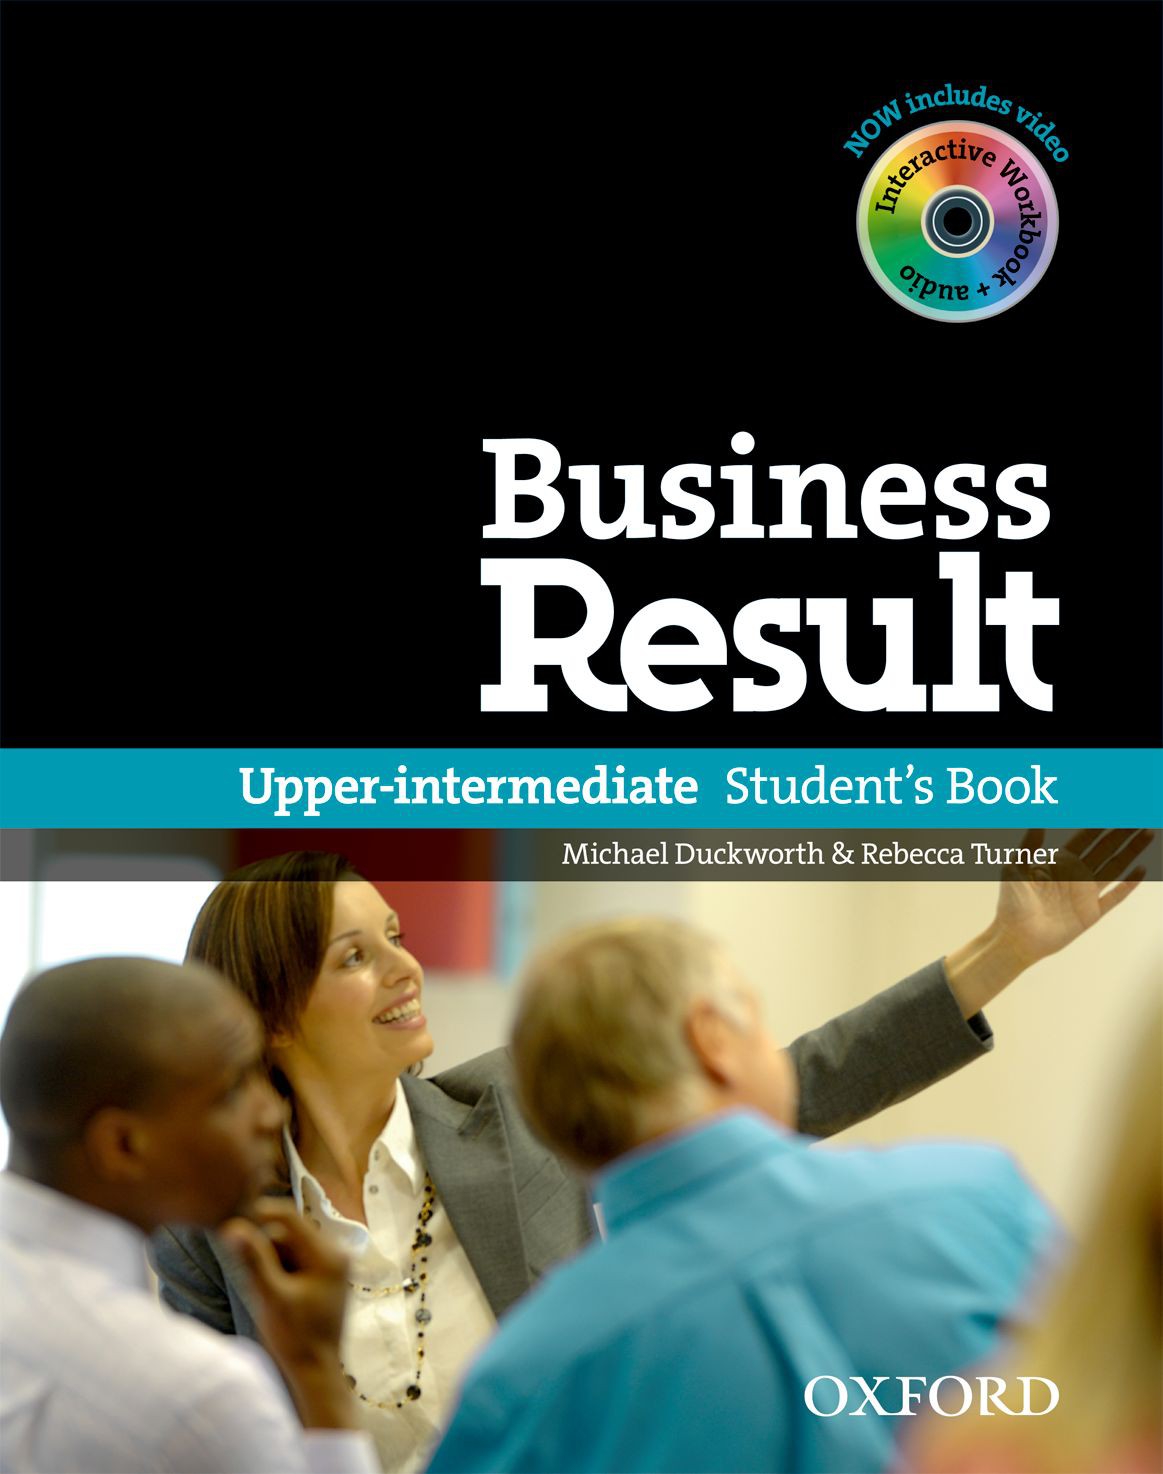 NOW includes video
Interactive Workbook + audio
Business
Result
Upper-intermediate Student's Book
Michael Duckworth & Rebecca Turner
OXFORD